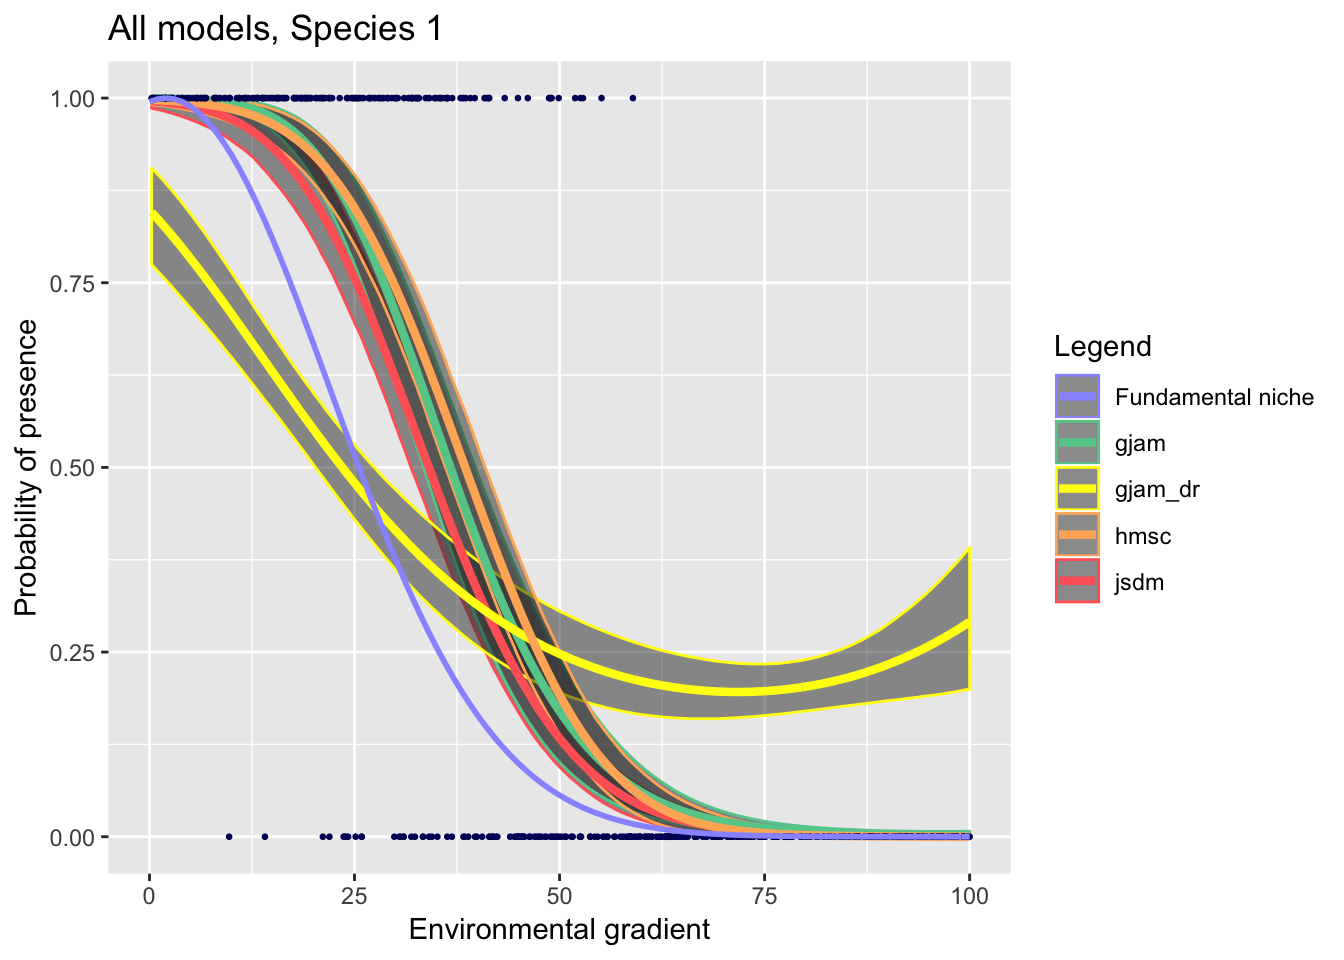 All models, Species 1
Probability of presence
1.00
0.75
0.50
0.25
0.00
0
25
50
75
100
Environmental gradient
Legend
Fundamental niche
gjam
gjam_dr
hmsc
jsdm